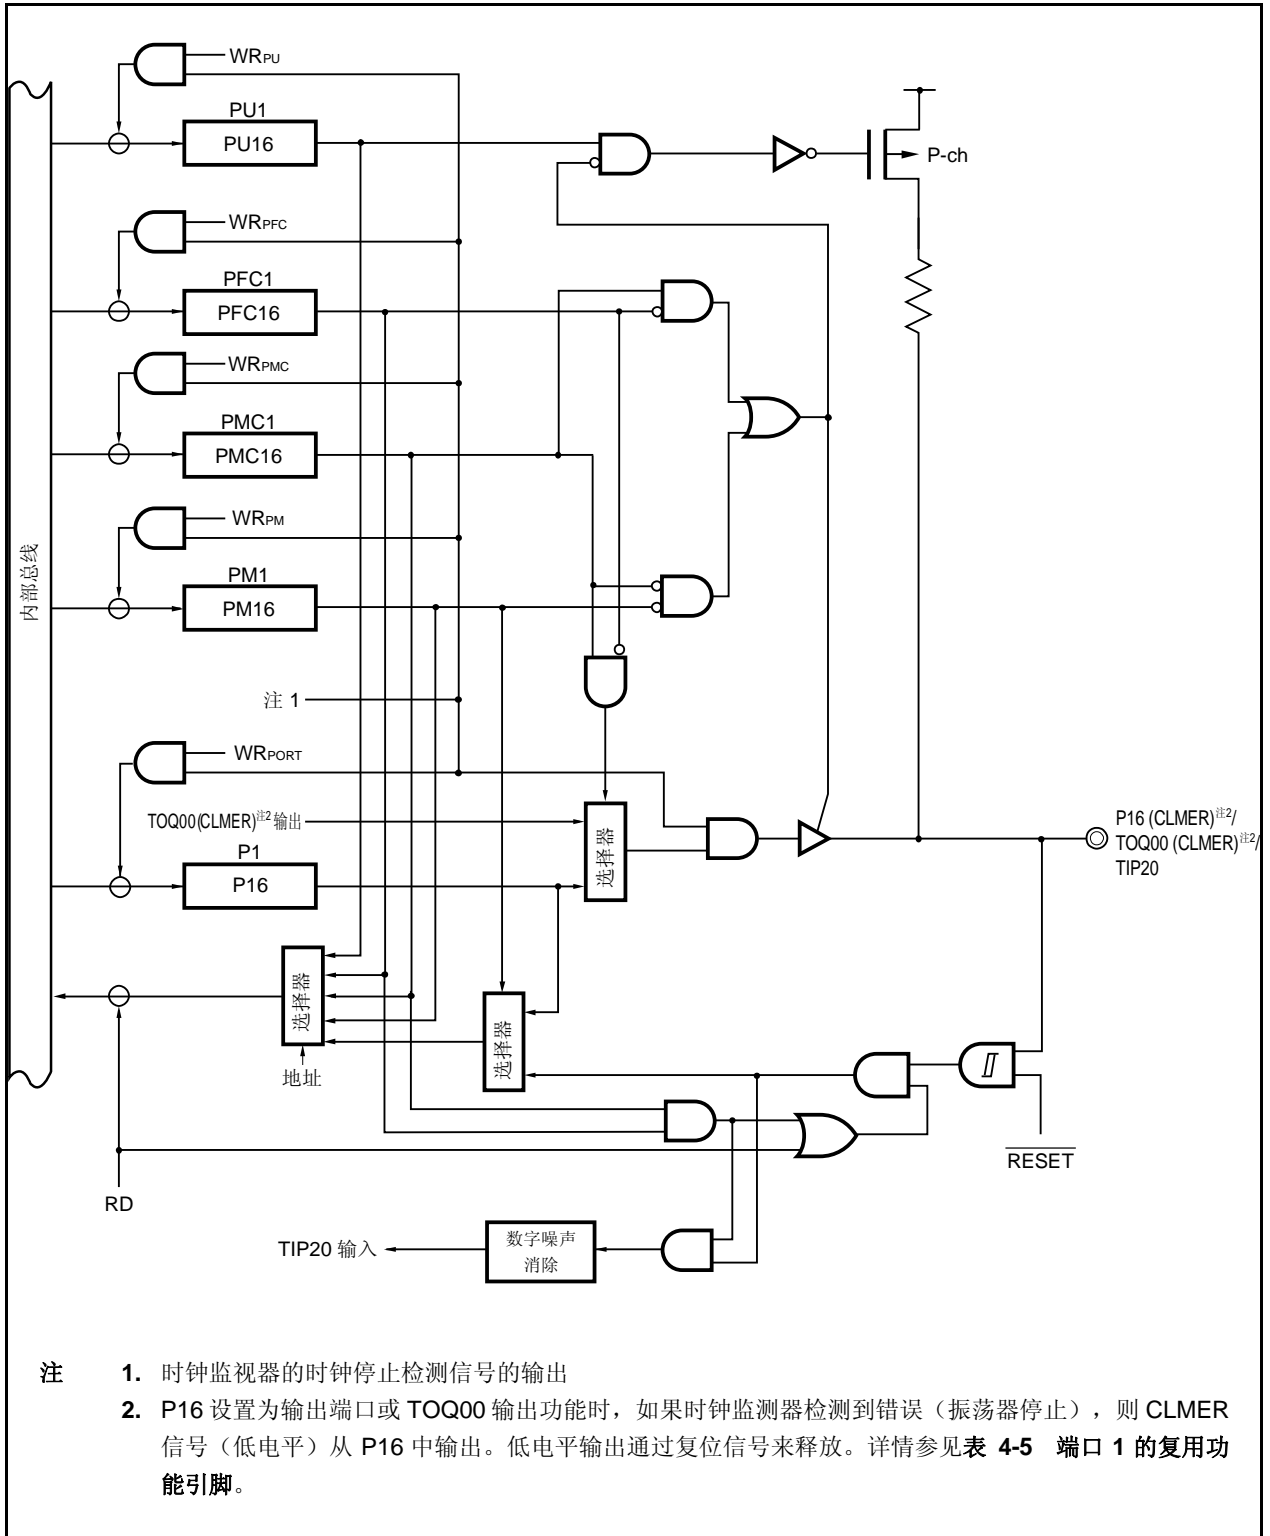 WRPU
PU1
PU16
P-ch
WRPFC
PFC1
PFC16
WRPMC
PMC1
PMC16
WRPM
PM1
PM16
内部总线
注 1
WRPORT
TOQ00(CLMER)注2 输出
P1
P16
选择器
P16 (CLMER)注2/
TOQ00 (CLMER)注2/
TIP20
选择器
选择器
地址
RESET
RD
TIP20 输入
数字噪声
消除
注 1. 时钟监视器的时钟停止检测信号的输出
2. P16 设置为输出端口或 TOQ00 输出功能时，如果时钟监测器检测到错误（振荡器停止），则 CLMER
信号（低电平）从 P16 中输出。低电平输出通过复位信号来释放。详情参见表 4-5 端口 1 的复用功
能引脚。